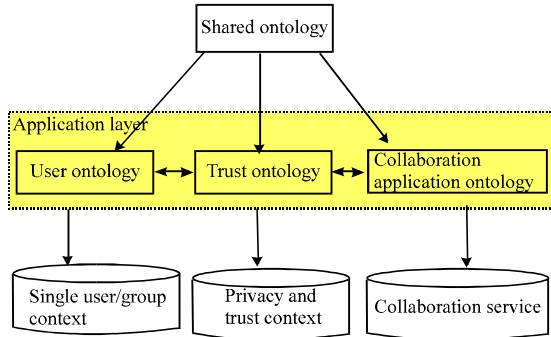 Shared ontology
Application layer
User ontology
Trust ontology
Collaboration
application ontology
Single user/group
context
Privacy and
trust context
Collaboration service